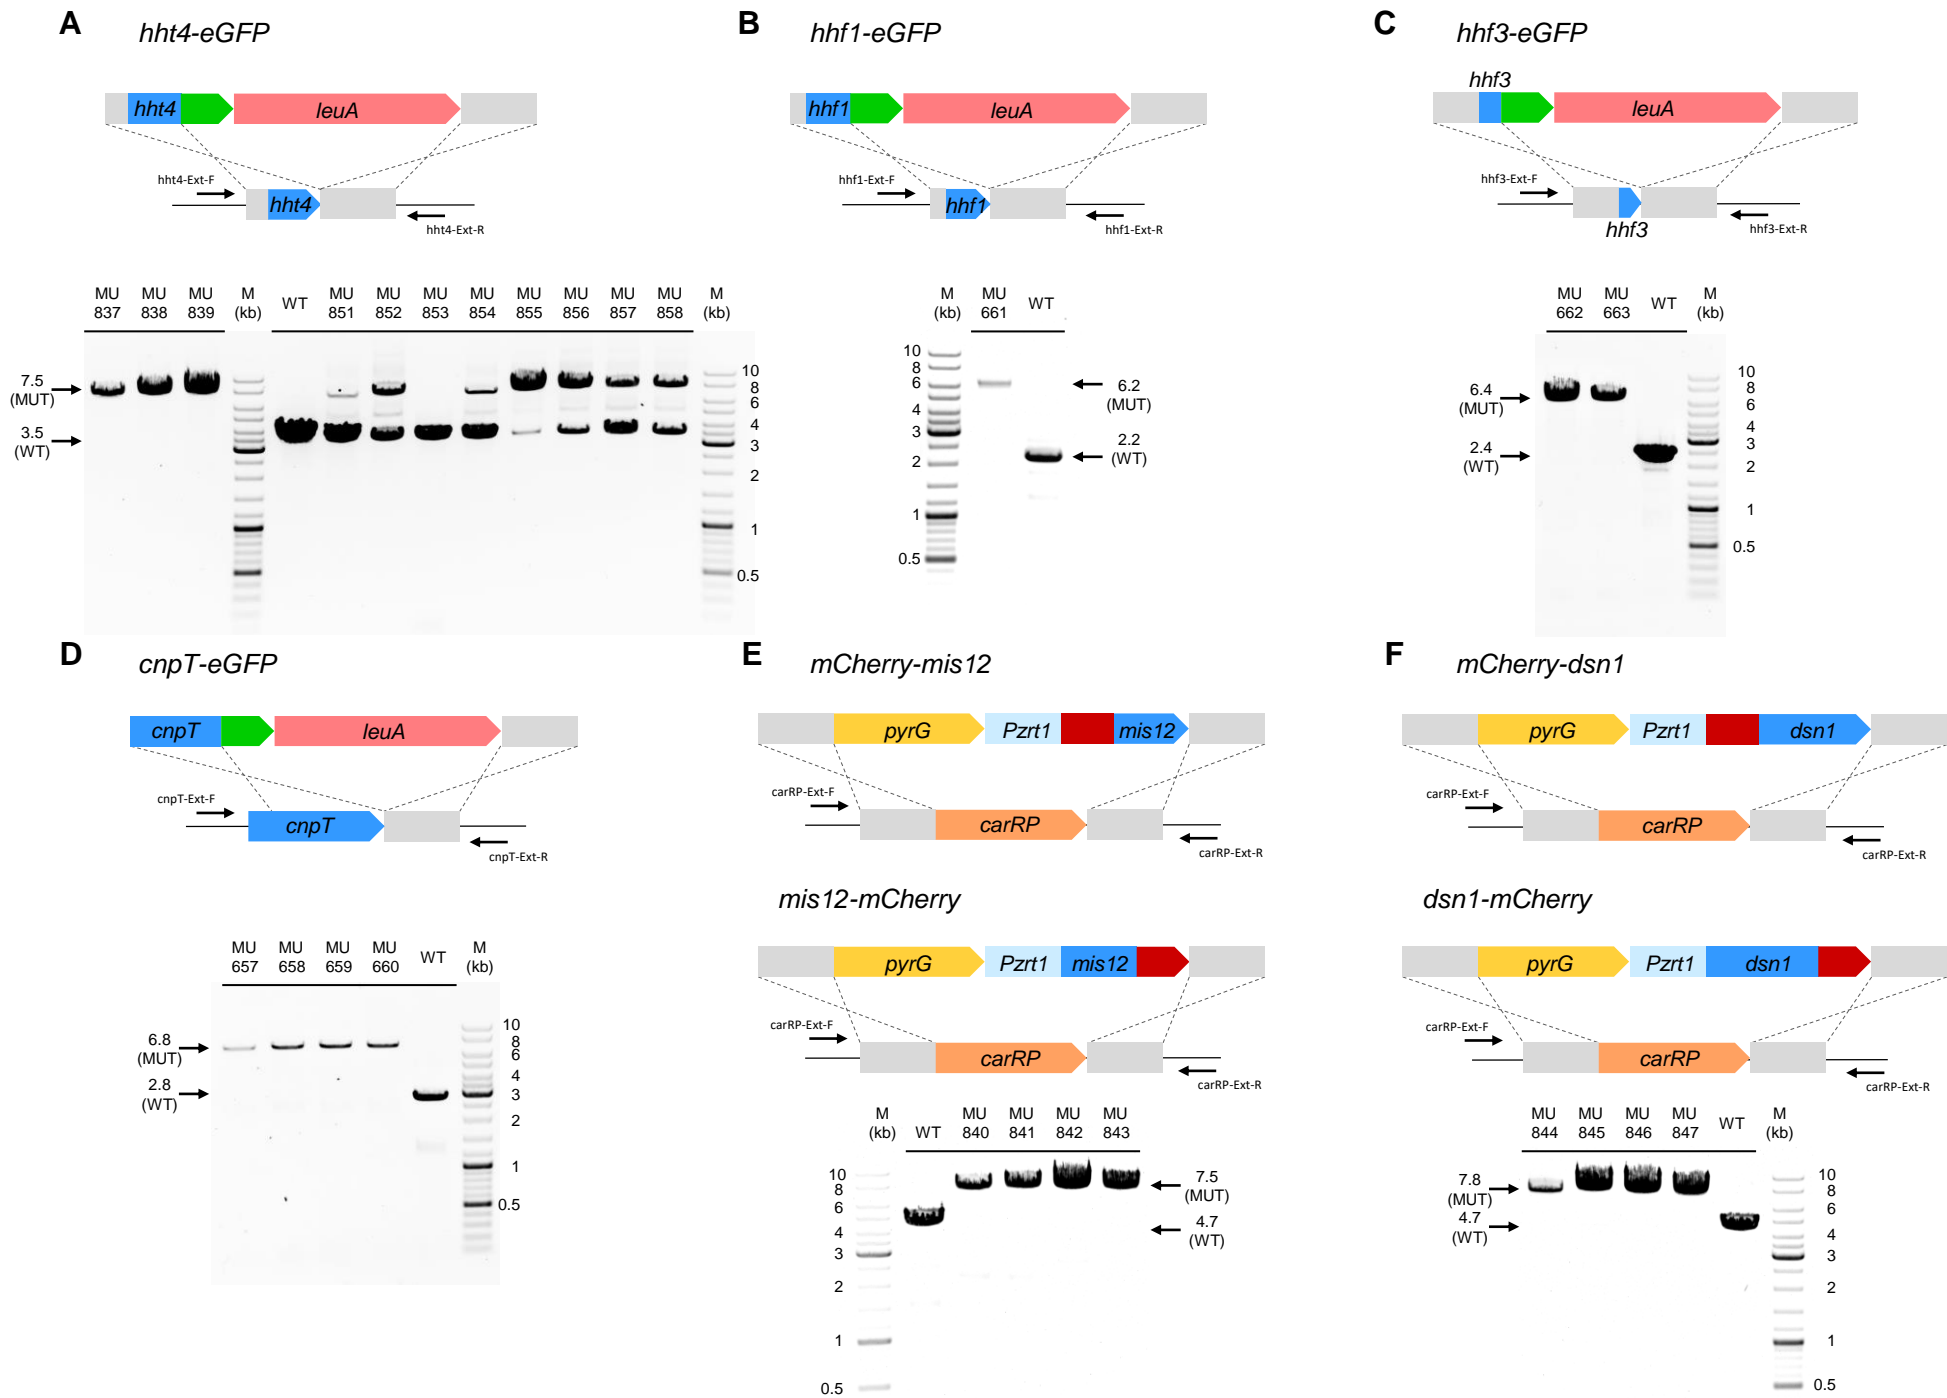 A hht4-eGFP
hht4 leuA
hht4-Ext-F
hht4
hht4-Ext-R
MU 837 MU 838 MU 839 M (kb) WT MU 851 MU 852 MU 853 MU 854 MU 855 MU 856 MU 857 MU 858 M (kb)
7.5 (MUT)
3.5 (WT)
10
8
6
4
3
2
1
0.5
B hhf1-eGFP
hhf1 leuA
hhf1-Ext-F
hhf1
hhf1-Ext-R
M (kb) MU 661 WT
10
8
6
4
3
2
1
0.5
6.2 (MUT)
2.2 (WT)
C hhf3-eGFP
hhf3
leuA
hhf3-Ext-F
hhf3
hhf3-Ext-R
MU 662 MU 663 WT M (kb)
6.4 (MUT)
2.4 (WT)
10
8
6
4
3
2
1
0.5
D cnpT-eGFP
cnpT leuA
cnpT-Ext-F
cnpT
cnpT-Ext-R
MU 657 MU 658 MU 659 MU 660 WT M (kb)
6.8 (MUT)
2.8 (WT)
10
8
6
4
3
2
1
0.5
E mCherry-mis12
pyrG Pzrt1 mis12
carRP-Ext-F
carRP
carRP-Ext-R
mis12-mCherry
pyrG Pzrt1 mis12
carRP-Ext-F
carRP
carRP-Ext-R
M (kb) WT MU 840 MU 841 MU 842 MU 843
10
8
6
4
3
2
1
0.5
7.5 (MUT)
4.7 (WT)
F mCherry-dsn1
pyrG Pzrt1 dsn1
carRP-Ext-F
carRP
carRP-Ext-R
dsn1-mCherry
pyrG Pzrt1 dsn1
carRP-Ext-F
carRP
carRP-Ext-R
MU 844 MU 845 MU 846 MU 847 WT M (kb)
7.8 (MUT)
4.7 (WT)
10
8
6
4
3
2
1
0.5